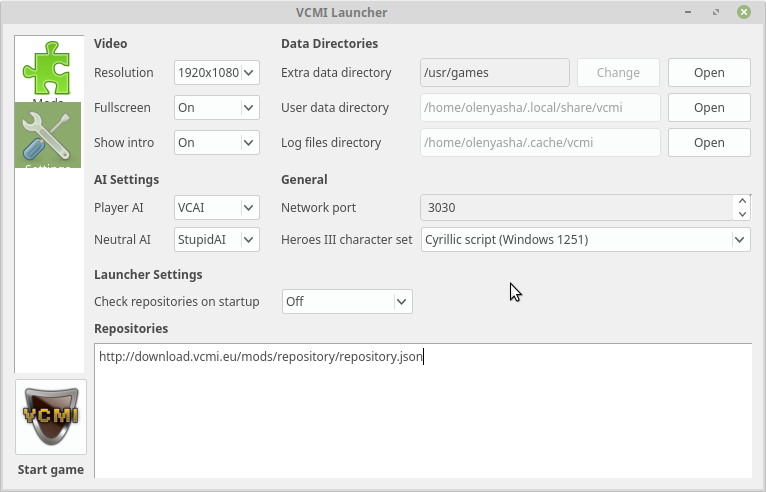 VCMI Launcher
Mods
Settings
VCMI
Start game
Video
Resolution 1920x1080
Fullscreen On
Show intro On
Data Directories
Extra data directory /usr/games Change Open
User data directory /home/olenyasha/.local/share/vcmi Open
Log files directory /home/olenyasha/.cache/vcmi Open
AI Settings
Player AI VCAI
Neutral AI StupidAI
General
Network port 3030
Heroes III character set Cyrillic script (Windows 1251)
Launcher Settings
Check repositories on startup Off
Repositories
http://download.vcmi.eu/mods/repository/repository.json